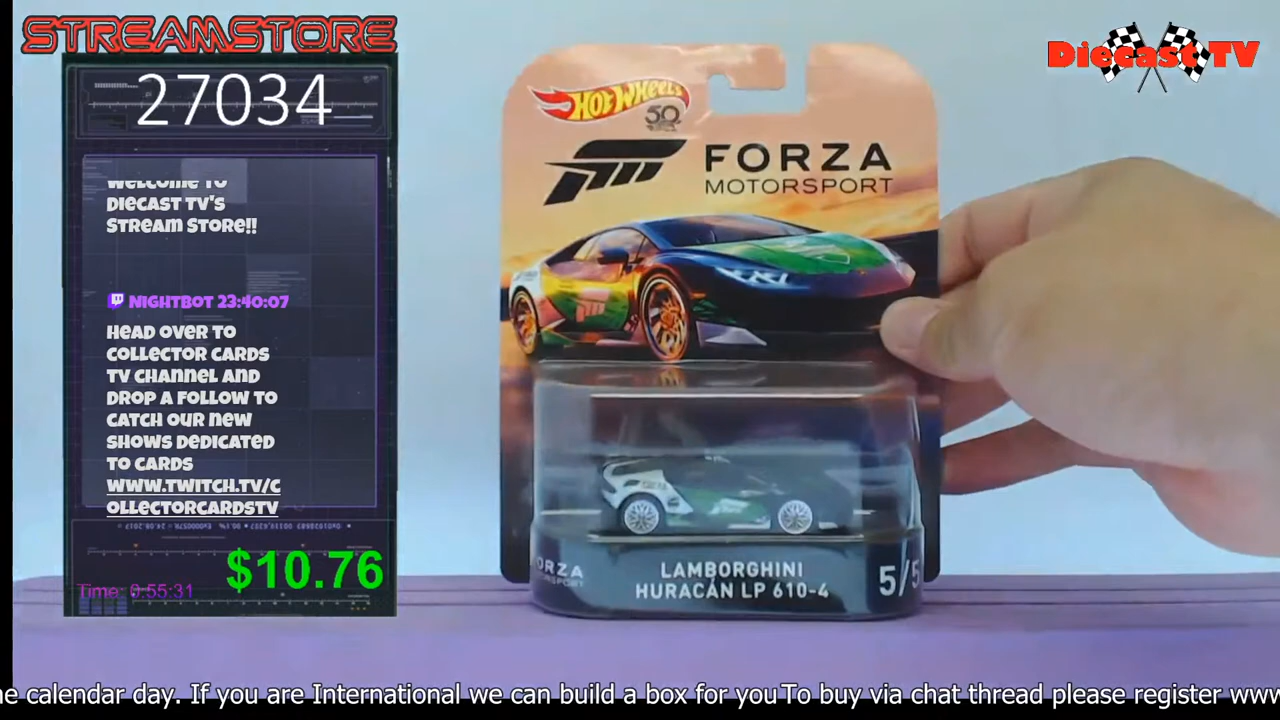 STREAMSTORE
27034
WELCOME TO
DIECAST TV'S
STREAM STORE!!
NIGHTBOT 23:40:07
HEAD OVER TO
COLLECTOR CARDS
TV CHANNEL AND
DROP A FOLLOW TO
CATCH OUR NEW
SHOWS DEDICATED
TO CARDS
WWW.TWITCH.TV/C
OLLECTORCARDSTV
$10.76
Time: 0:55:31
Diecast TV
HOT WHEELS
50
FORZA
MOTORSPORT
FORZA
MOTORSPORT
LAMBORGHINI
HURACÁN LP 610-4
5/5
he calendar day. If you are International we can build a box for youTo buy via chat thread please register www